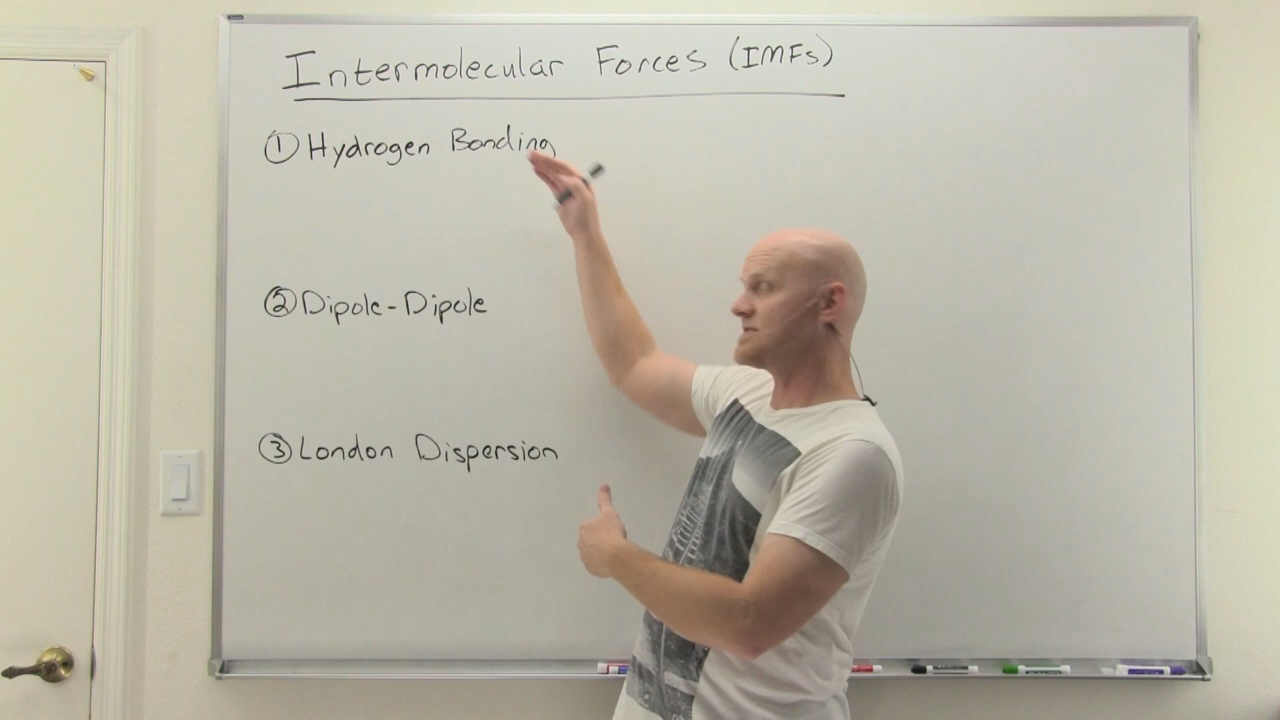 Intermolecular Forces (IMFs)
① Hydrogen Bonding
② Dipole-Dipole
③ London Dispersion